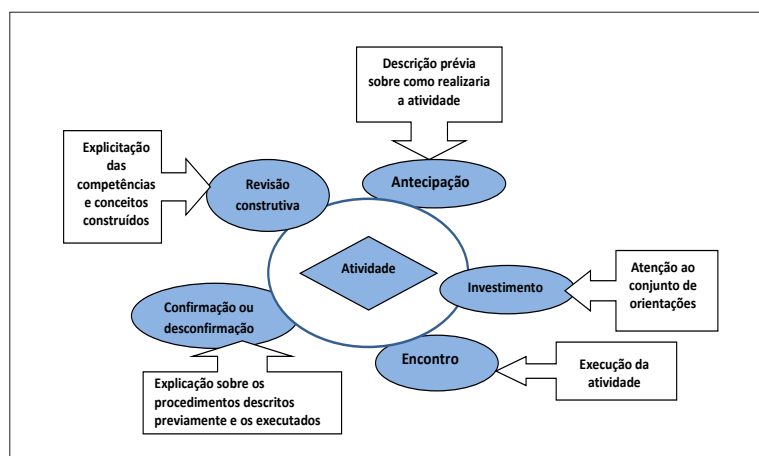 Descrição prévia
sobre como realizaria
a atividade
Antecipação
Explicitação
das
competências
e conceitos
construídos
Revisão
construtiva
Atividade
Investimento
Atenção ao
conjunto de
orientações
Confirmação ou
desconfirmação
Encontro
Execução da
atividade
Explicação sobre os
procedimentos descritos
previamente e os executados